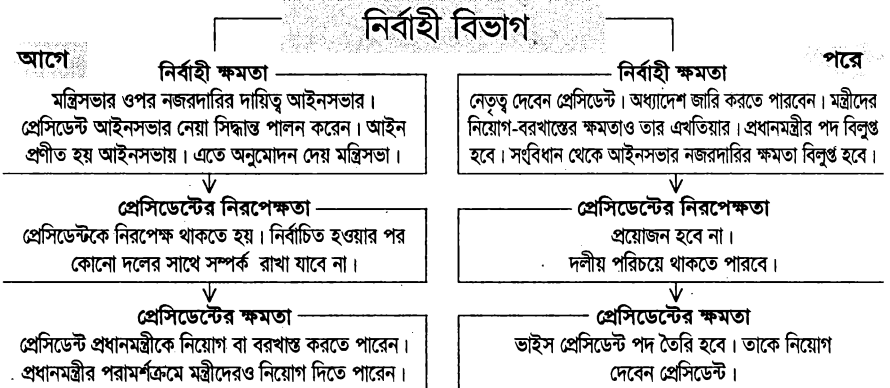 নির্বাহী বিভাগ
আগে
নির্বাহী ক্ষমতা
মন্ত্রিসভার ওপর নজরদারির দায়িত্ব আইনসভার।
প্রেসিডেন্ট আইনসভার নেয়া সিদ্ধান্ত পালন করেন। আইন
প্রণীত হয় আইনসভায়। এতে অনুমোদন দেয় মন্ত্রিসভা।
প্রেসিডেন্টের নিরপেক্ষতা
প্রেসিডেন্টকে নিরপেক্ষ থাকতে হয়। নির্বাচিত হওয়ার পর
কোনো দলের সাথে সম্পর্ক রাখা যাবে না।
প্রেসিডেন্টের ক্ষমতা
প্রেসিডেন্ট প্রধানমন্ত্রীকে নিয়োগ বা বরখাস্ত করতে পারেন।
প্রধানমন্ত্রীর পরামর্শক্রমে মন্ত্রীদেরও নিয়োগ দিতে পারেন।
পরে
নির্বাহী ক্ষমতা
নেতৃত্ব দেবেন প্রেসিডেন্ট। অধ্যাদেশ জারি করতে পারবেন। মন্ত্রীদের
নিয়োগ-বরখাস্তের ক্ষমতাও তার এখতিয়ার। প্রধানমন্ত্রীর পদ বিলুপ্ত
হবে। সংবিধান থেকে আইনসভার নজরদারির ক্ষমতা বিলুপ্ত হবে।
প্রেসিডেন্টের নিরপেক্ষতা
প্রয়োজন হবে না।
দলীয় পরিচয়ে থাকতে পারবে।
প্রেসিডেন্টের ক্ষমতা
ভাইস প্রেসিডেন্ট পদ তৈরি হবে। তাকে নিয়োগ
দেবেন প্রেসিডেন্ট।